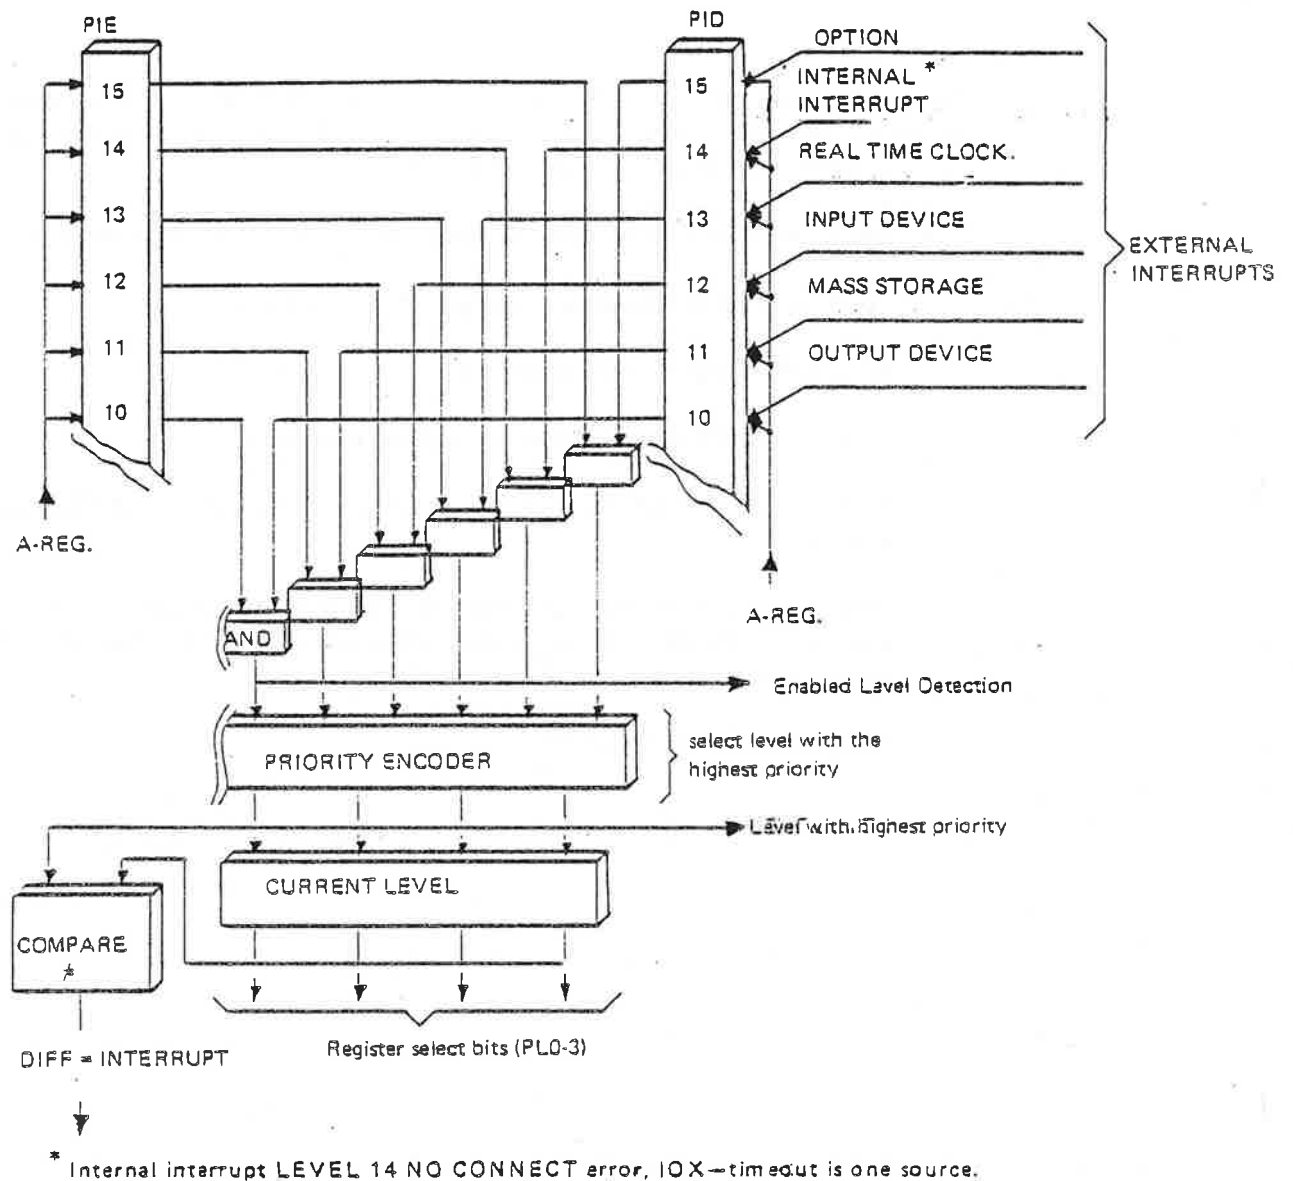 PIE
PID
OPTION
15
15
INTERNAL *
INTERRUPT
14
14
REAL TIME CLOCK.
13
13
INPUT DEVICE
EXTERNAL
INTERRUPTS
12
12
MASS STORAGE
11
11
OUTPUT DEVICE
10
10
A-REG.
A-REG.
AND
Enabled Level Detection
PRIORITY ENCODER
select level with the
highest priority
Level with highest priority
CURRENT LEVEL
COMPARE
≠
Register select bits (PL0-3)
DIFF = INTERRUPT
* Internal interrupt LEVEL 14 NO CONNECT error, IOX-timeout is one source.